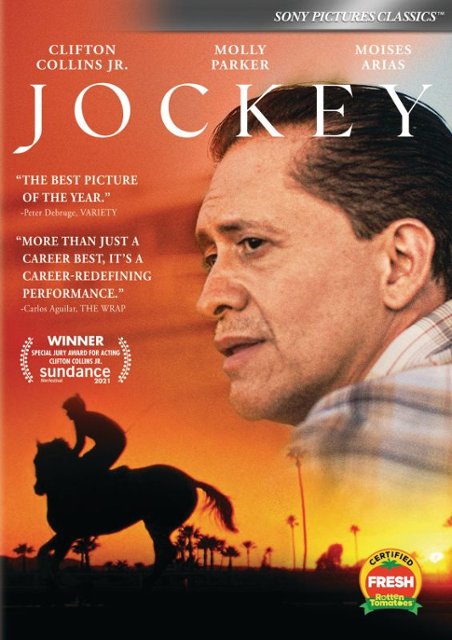 SONY PICTURES CLASSICS™
CLIFTON COLLINS JR.
MOLLY PARKER
MOISES ARIAS
JOCKEY
“THE BEST PICTURE
OF THE YEAR.”
-Peter Debruge, VARIETY
“MORE THAN JUST A
CAREER BEST, IT’S A
CAREER-REDEFINING
PERFORMANCE.”
-Carlos Aguilar, THE WRAP
WINNER
SPECIAL JURY AWARD FOR ACTING
CLIFTON COLLINS JR.
sundance
filmfestival 2021
CERTIFIED
FRESH
Rotten
Tomatoes